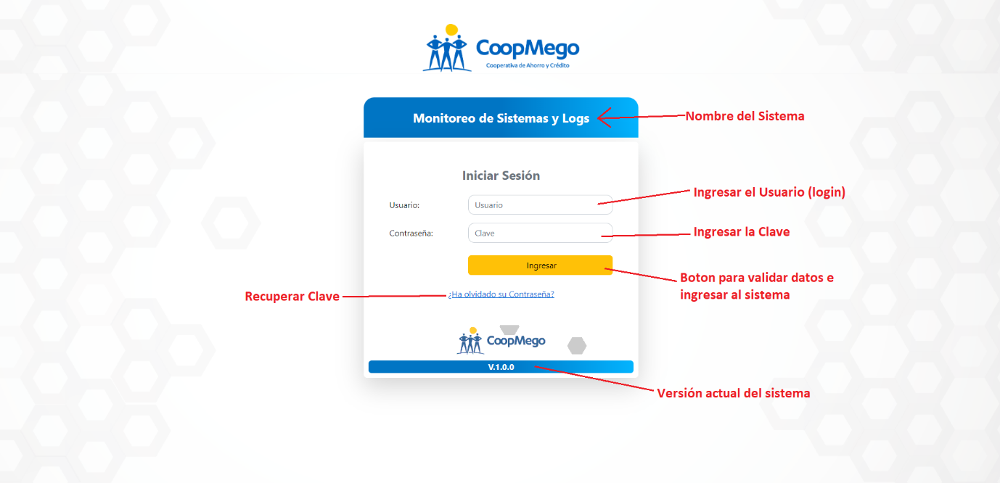 CoopMego
Cooperativa de Ahorro y Crédito
Monitoreo de Sistemas y Logs
Nombre del Sistema
Iniciar Sesión
Usuario:
Usuario
Ingresar el Usuario (login)
Contraseña:
Clave
Ingresar la Clave
Ingresar
Boton para validar datos e
ingresar al sistema
Recuperar Clave
¿Ha olvidado su Contraseña?
CoopMego
V.1.0.0
Versión actual del sistema